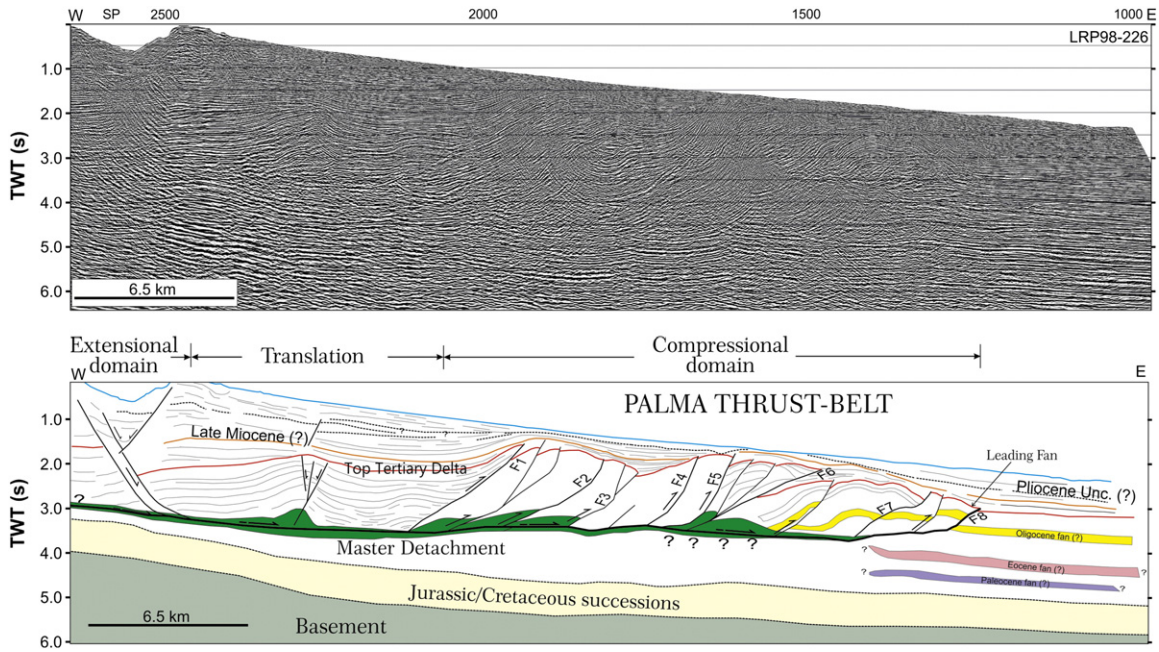 W SP 2500 2000 1500 1000 E
LRP98-226
1.0
2.0
3.0
4.0
5.0
6.0
TWT (s)
6.5 km
Extensional
domain
Translation
Compressional
domain
W E
PALMA THRUST-BELT
1.0
2.0
3.0
4.0
5.0
6.0
TWT (s)
Late Miocene (?)
?
?
Top Tertiary Delta
F1
F2
F3
F4
F5
F6
F7
F8
Leading Fan
Pliocene Unc. (?)
?
Master Detachment
? ? ? ?
Oligocene fan (?)
? Eocene fan (?) ?
? Paleocene fan (?) ?
Jurassic/Cretaceous successions
Basement
6.5 km